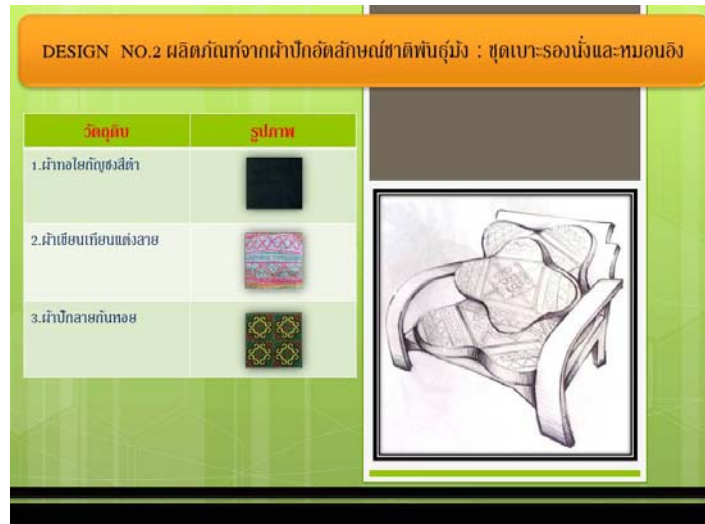 DESIGN NO.2 ผลิตภัณฑ์จากผ้าปักอัตลักษณ์ชาติพันธุ์มัง : ชุดเบาะรองนั่งและหมอนอิง
วัตถุดิบ รูปภาพ
1.ผ้าทอใยกัญชงสีดำ
2.ผ้าเขียนเทียนแต่งลาย
3.ผ้าปักลายก้นหอย